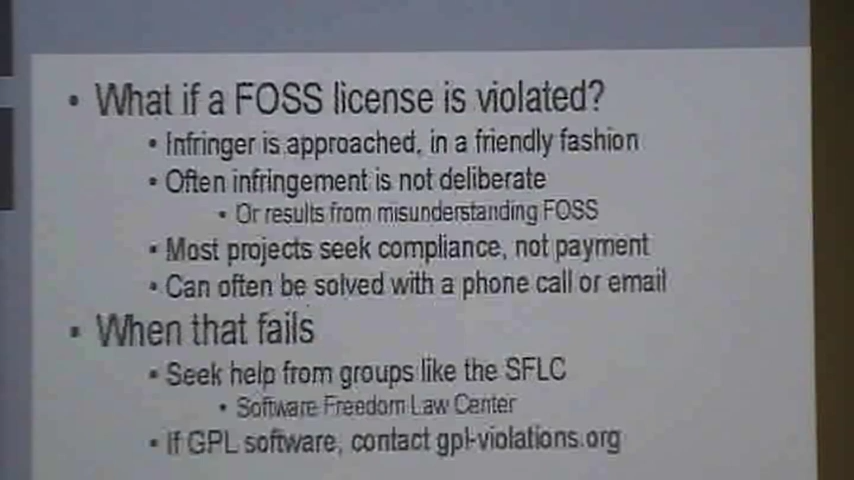 • What if a FOSS license is violated?
• Infringer is approached, in a friendly fashion
• Often infringement is not deliberate
• Or results from misunderstanding FOSS
• Most projects seek compliance, not payment
• Can often be solved with a phone call or email
• When that fails
• Seek help from groups like the SFLC
• Software Freedom Law Center
• If GPL software, contact gpl-violations.org